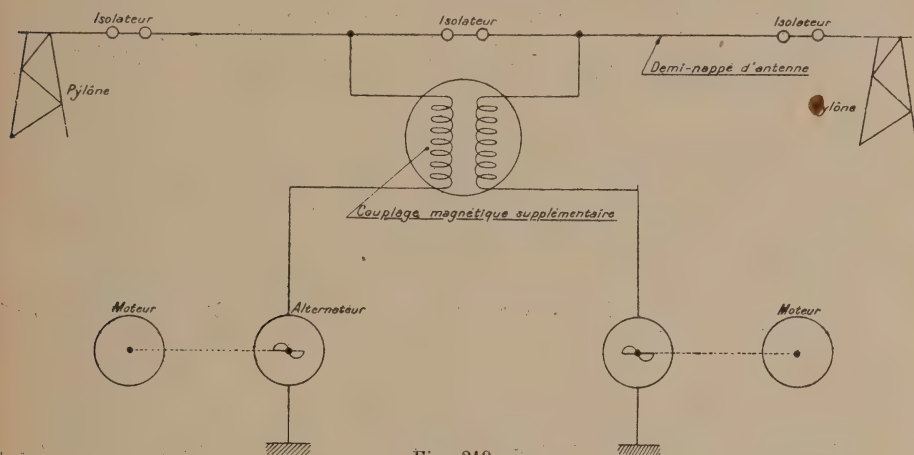 Isolateur
Isolateur
Isolateur
Demi-nappe d'antenne
Pylône
ylône
Couplage magnétique supplémentaire
Moteur
Alternateur
Moteur